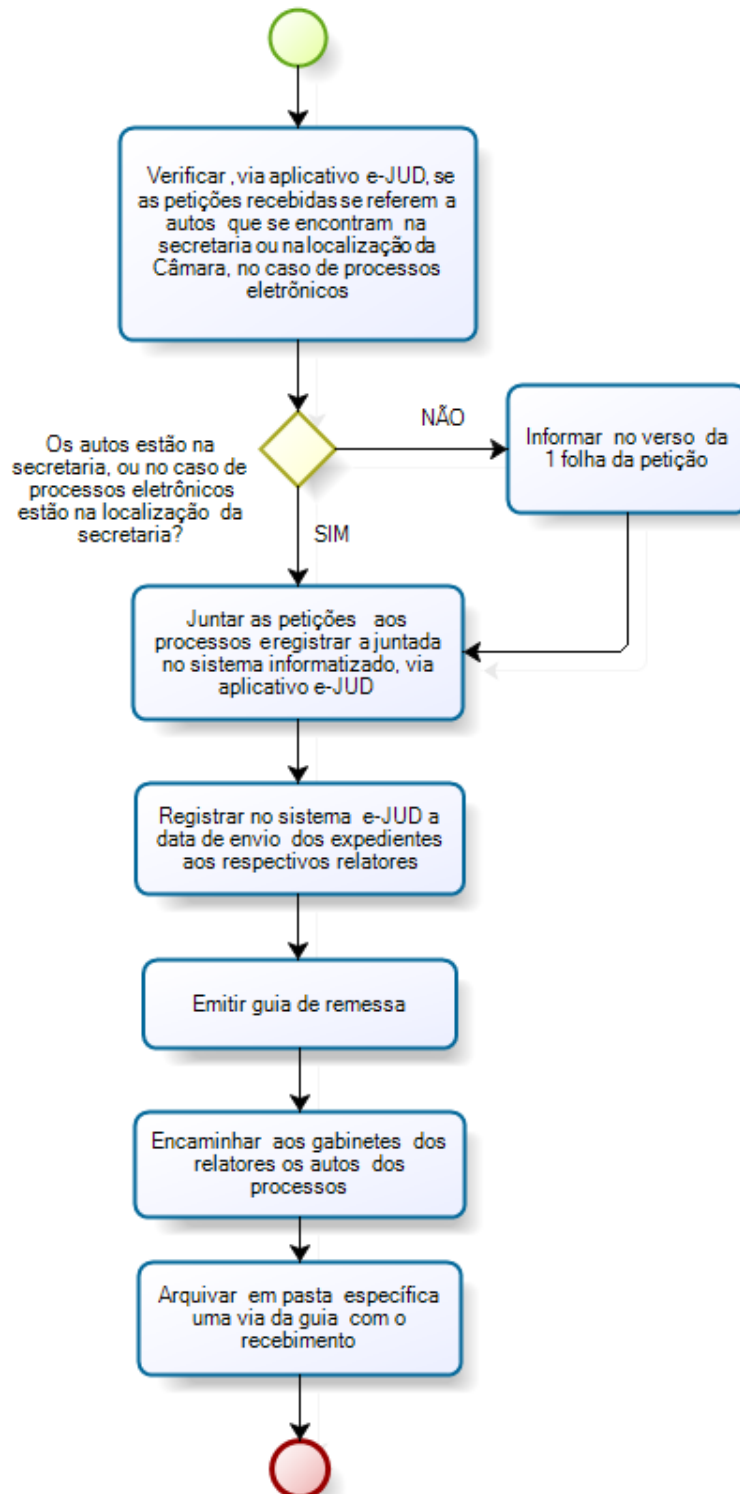 Verificar ,via aplicativo e-JUD, se
as petições recebidas se referem a
autos que se encontram na
secretaria ou na localização da
Câmara, no caso de processos
eletrônicos
Os autos estão na
secretaria, ou no caso de
processos eletrônicos
estão na localização da
secretaria?
NÃO
Informar no verso da
1 folha da petição
SIM
Juntar as petições aos
processos e registrar a juntada
no sistema informatizado, via
aplicativo e-JUD
Registrar no sistema e-JUD a
data de envio dos expedientes
aos respectivos relatores
Emitir guia de remessa
Encaminhar aos gabinetes dos
relatores os autos dos
processos
Arquivar em pasta específica
uma via da guia com o
recebimento